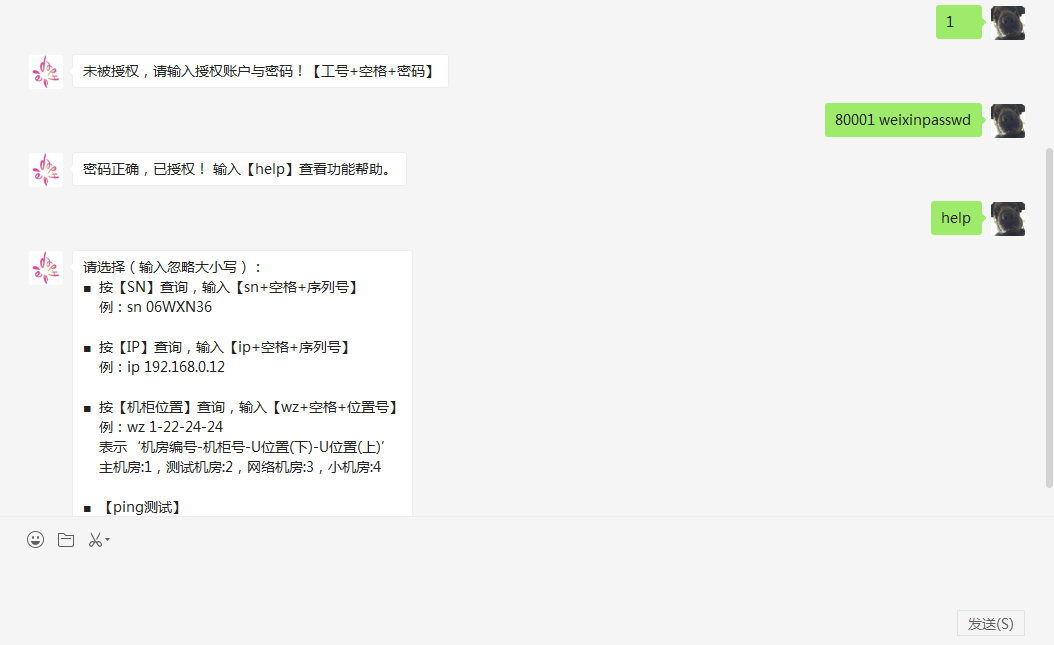 1
未被授权，请输入授权账户与密码！【工号+空格+密码】
80001 weixinpasswd
密码正确，已授权！ 输入【help】查看功能帮助。
help
请选择（输入忽略大小写）：
■ 按【SN】查询，输入【sn+空格+序列号】
例：sn 06WXN36
■ 按【IP】查询，输入【ip+空格+序列号】
例：ip 192.168.0.12
■ 按【机柜位置】查询，输入【wz+空格+位置号】
例：wz 1-22-24-24
表示‘机房编号-机柜号-U位置(下)-U位置(上)’
主机房:1，测试机房:2，网络机房:3，小机房:4
■ 【ping测试】
发送(S)